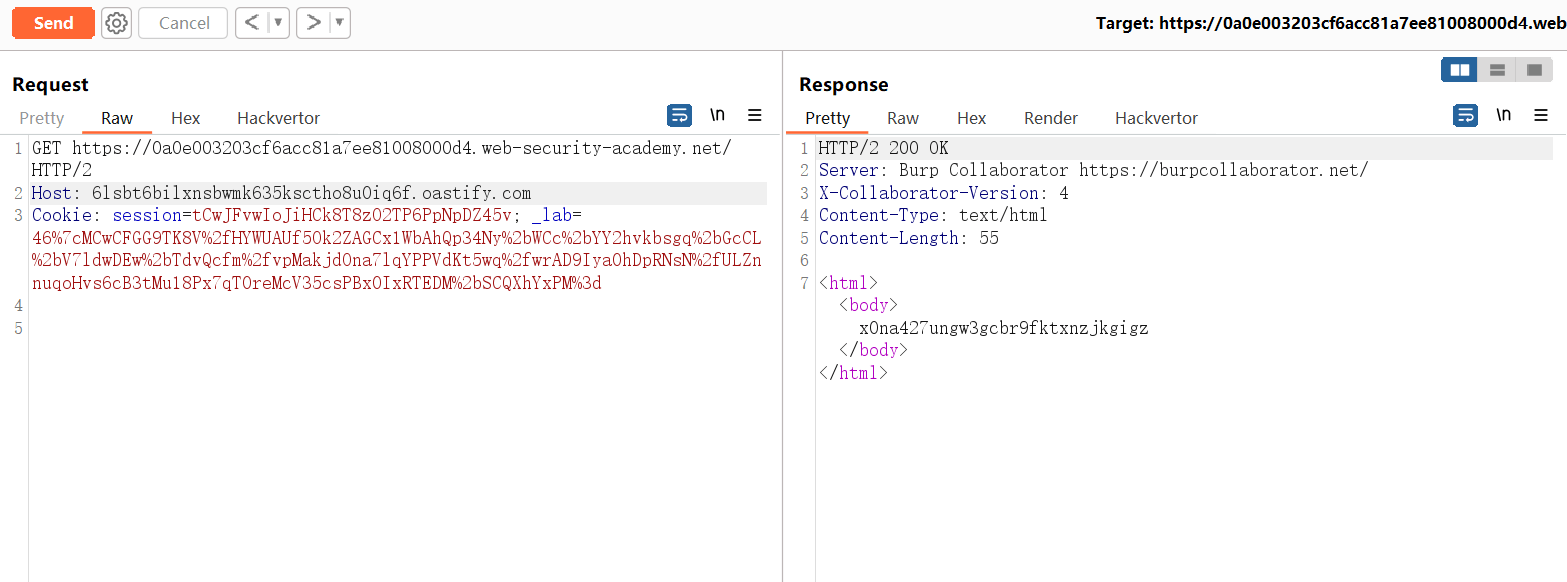 Send
Cancel
<
>
Target: https://0a0e003203cf6acc81a7ee81008000d4.web
Request
Pretty Raw Hex Hackvertor
\n
1 GET https://0a0e003203cf6acc81a7ee81008000d4.web-security-academy.net/
HTTP/2
2 Host: 6lsbt6bilxnsbwmk635ksctho8u0iq6f.oastify.com
3 Cookie: session=tCwJFvwIoJiHCk8T8zO2TP6PpNpDZ45v; _lab=
46%7cMCwCFGG9TK8V%2fHYWUAUf50k2ZAGCx1WbAhQp34Ny%2bWCc%2bYY2hvkbsgq%2bGcCL
%2bV7ldwDEw%2bTdvQcfm%2fvpMakjd0na7lqYPPVdKt5wq%2fwrAD9Iya0hDpRNsN%2fULZn
nuqoHvs6cB3tMu18Px7qTOreMcV35csPBx0IxRTEDM%2bSCQXhYxPM%3d
4
5
Response
Pretty Raw Hex Render Hackvertor
\n
1 HTTP/2 200 OK
2 Server: Burp Collaborator https://burpcollaborator.net/
3 X-Collaborator-Version: 4
4 Content-Type: text/html
5 Content-Length: 55
6
7 <html>
<body>
x0na427ungw3gcbr9fktxnzjkgigz
</body>
</html>